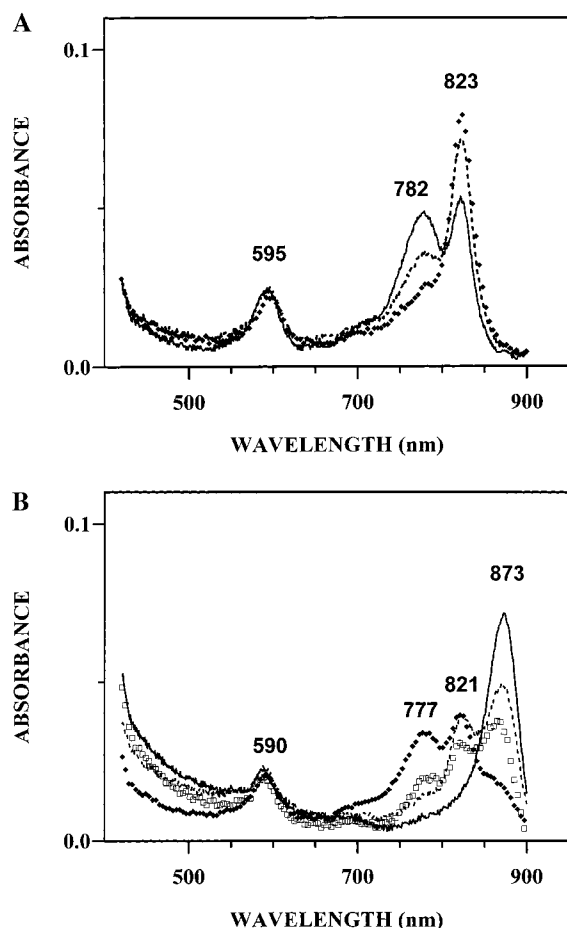 A
0.1
823
782
595
ABSORBANCE
0.0
500 700 900
WAVELENGTH (nm)
B
0.1
873
821
777
590
ABSORBANCE
0.0
500 700 900
WAVELENGTH (nm)